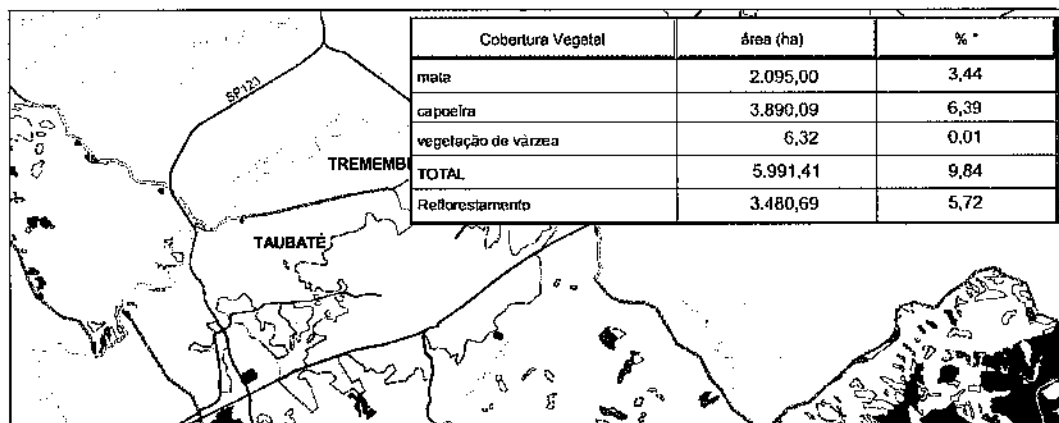 Cobertura Vegetal área (ha) % *
mata 2.095,00 3,44
capoeira 3.890,09 6,39
vegetação de várzea 6,32 0,01
TOTAL 5.991,41 9,84
Reflorestamento 3.480,69 5,72
SP123
TREMEMB
TAUBATÉ